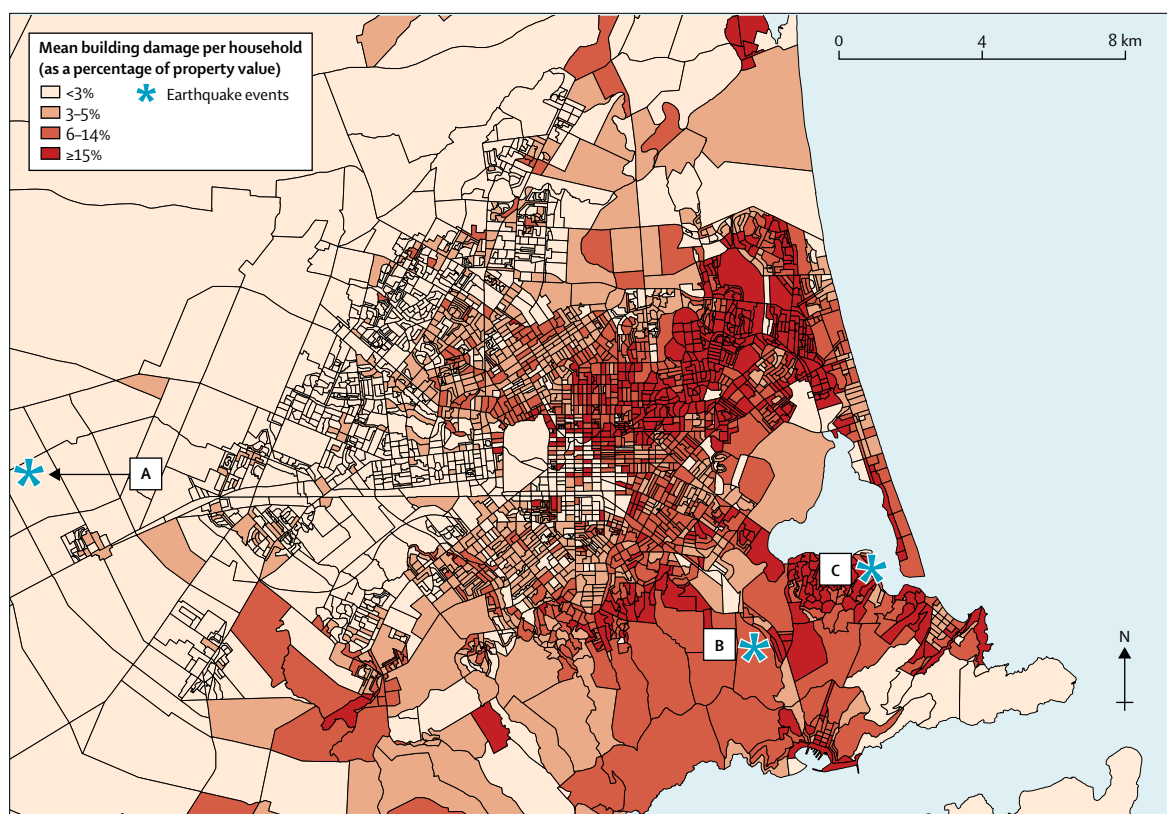 Mean building damage per household
(as a percentage of property value)
<3%
3–5%
6–14%
≥15%
Earthquake events
0 4 8 km
A
B
C
N